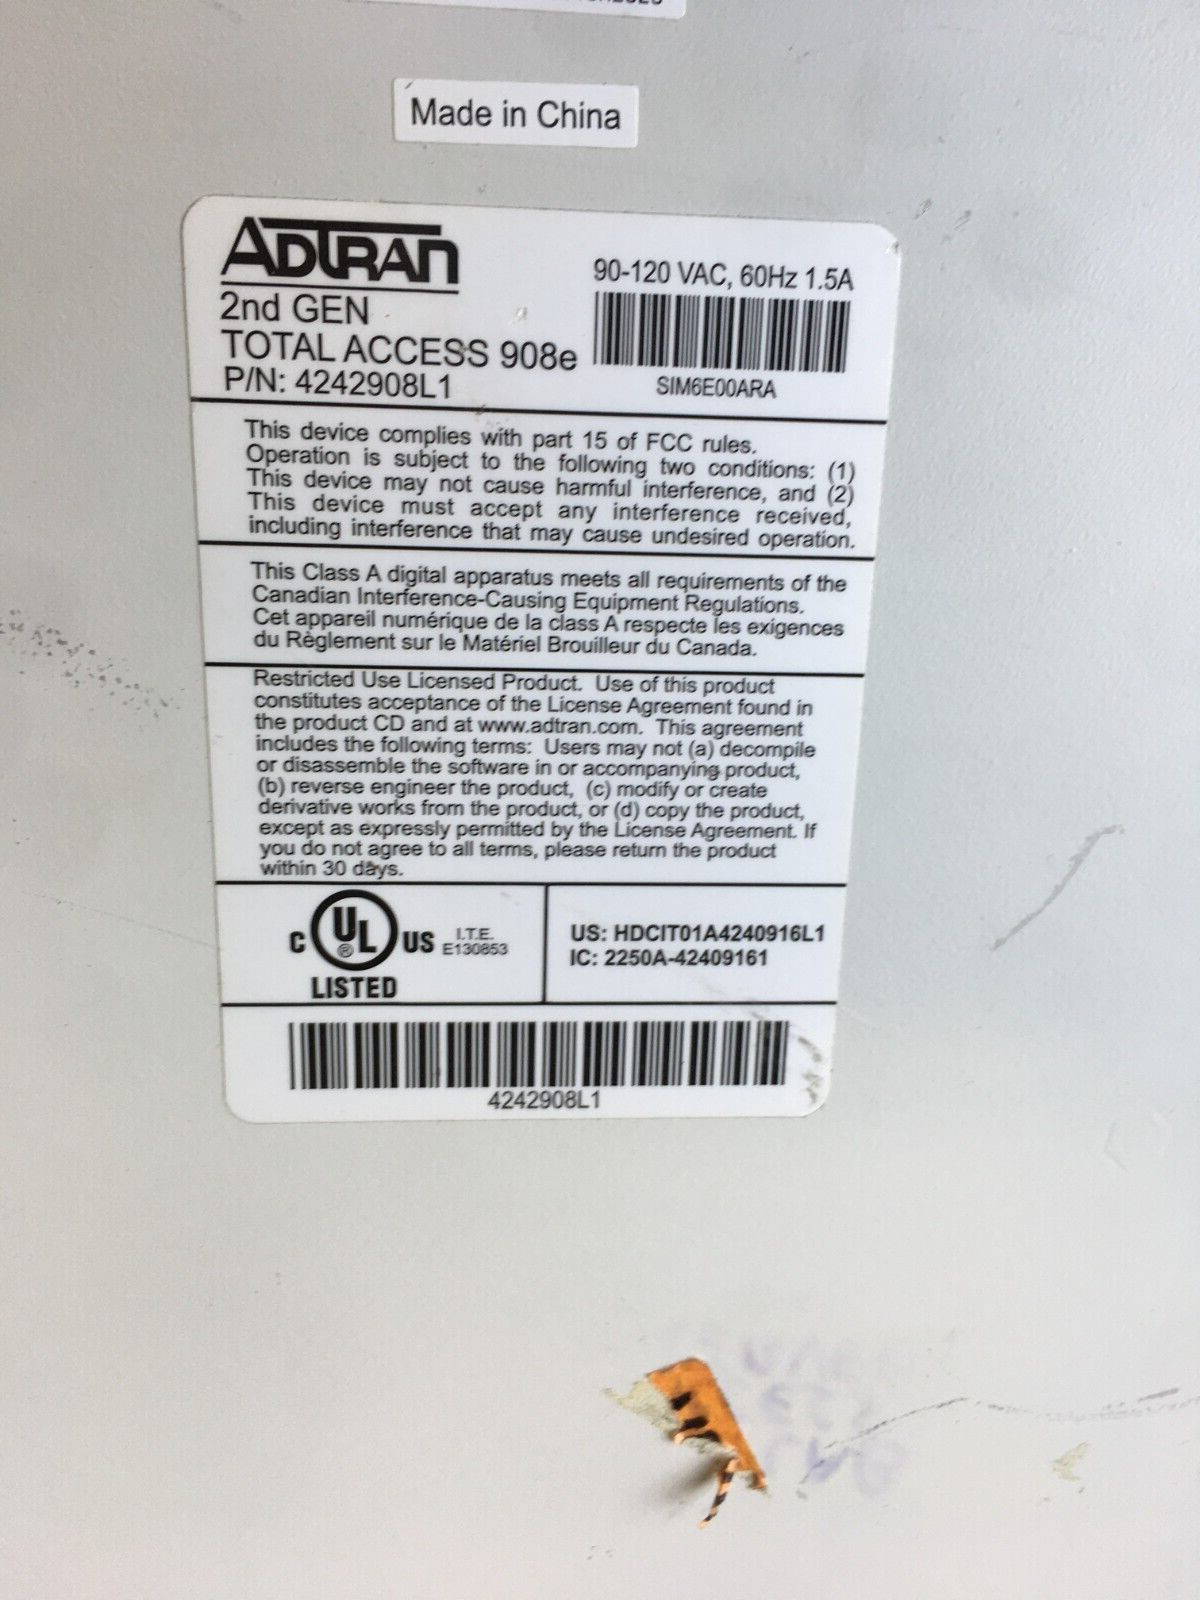 Made in China
ADTRAN
2nd GEN
TOTAL ACCESS 908e
P/N: 4242908L1
90-120 VAC, 60Hz 1.5A
SIM6E00ARA
This device complies with part 15 of FCC rules.
Operation is subject to the following two conditions: (1)
This device may not cause harmful interference, and (2)
This device must accept any interference received,
including interference that may cause undesired operation.
This Class A digital apparatus meets all requirements of the
Canadian Interference-Causing Equipment Regulations.
Cet appareil numérique de la class A respecte les exigences
du Règlement sur le Matériel Brouilleur du Canada.
Restricted Use Licensed Product. Use of this product
constitutes acceptance of the License Agreement found in
the product CD and at www.adtran.com. This agreement
includes the following terms: Users may not (a) decompile
or disassemble the software in or accompanying product,
(b) reverse engineer the product, (c) modify or create
derivative works from the product, or (d) copy the product,
except as expressly permitted by the License Agreement. If
you do not agree to all terms, please return the product
within 30 days.
C UL ® US
LISTED
I.T.E.
E130853
US: HDCIT01A4240916L1
IC: 2250A-42409161
4242908L1